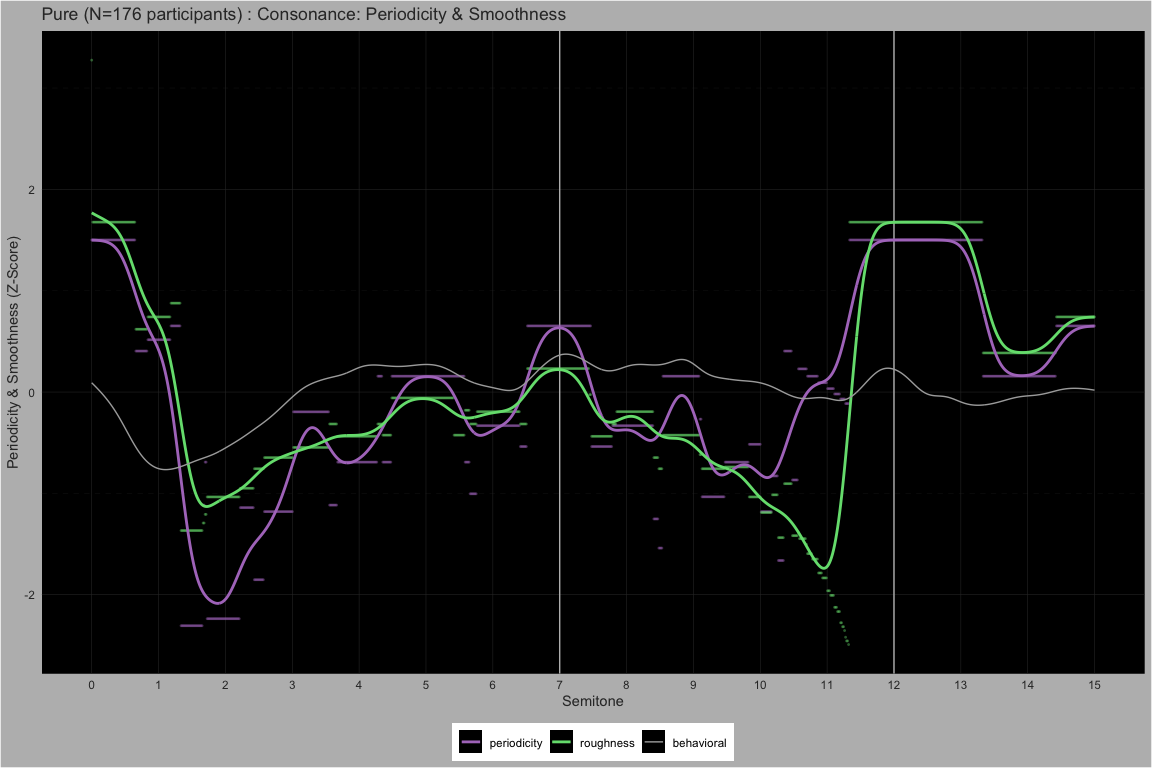 Pure (N=176 participants) : Consonance: Periodicity & Smoothness
Periodicity & Smoothness (Z-Score)
2
0
-2
0 1 2 3 4 5 6 7 8 9 10 11 12 13 14 15
Semitone
periodicity roughness behavioral